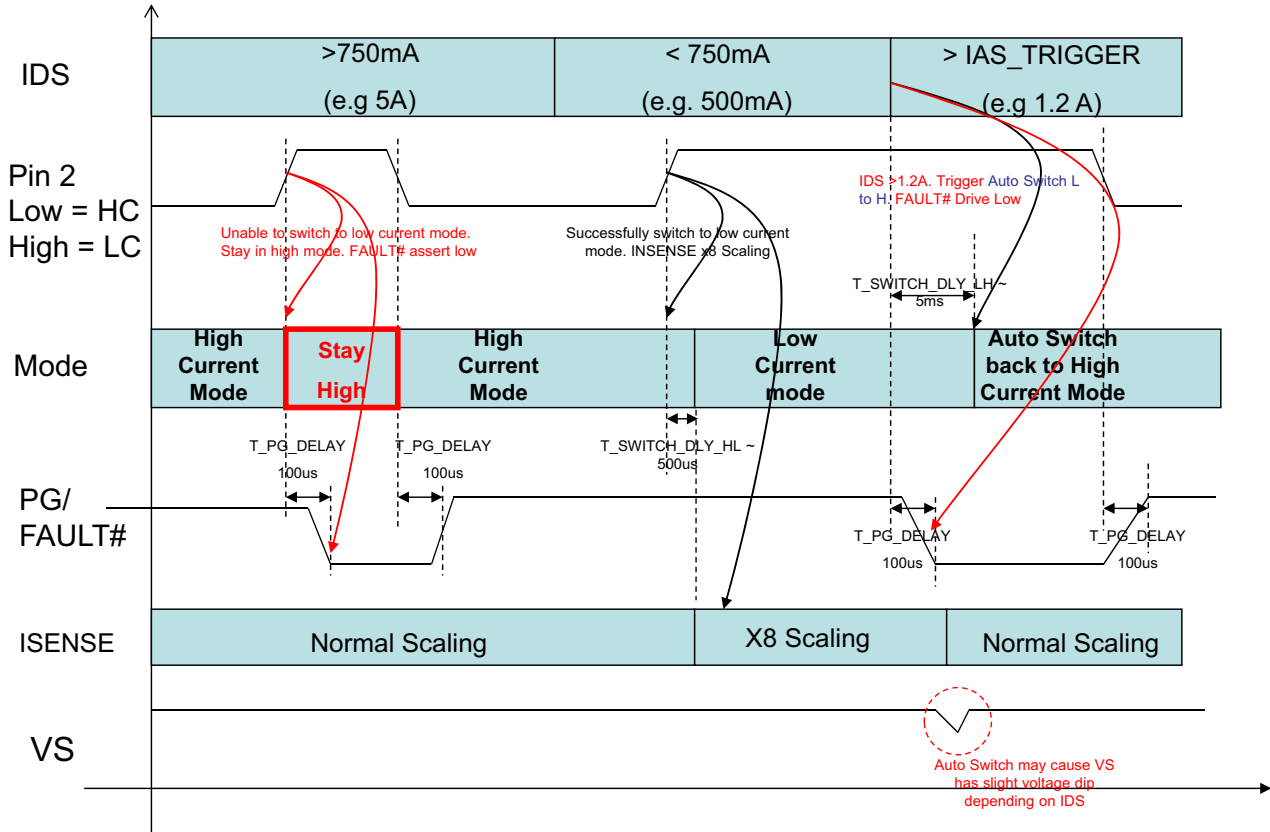 IDS
>750mA
(e.g 5A)
< 750mA
(e.g. 500mA)
> IAS_TRIGGER
(e.g 1.2 A)
Pin 2
Low = HC
High = LC
Unable to switch to low current mode.
Stay in high mode. FAULT# assert low
Successfully switch to low current
mode. INSENSE x8 Scaling
IDS >1.2A. Trigger Auto Switch L
to H. FAULT# Drive Low
T_SWITCH_DLY_LH ~
5ms
Mode
High
Current
Mode
Stay
High
High
Current
Mode
Low
Current
mode
Auto Switch
back to High
Current Mode
T_PG_DELAY
100us
T_PG_DELAY
100us
T_SWITCH_DLY_HL ~
500us
PG/
FAULT#
T_PG_DELAY
100us
T_PG_DELAY
100us
ISENSE
Normal Scaling
X8 Scaling
Normal Scaling
VS
Auto Switch may cause VS
has slight voltage dip
depending on IDS